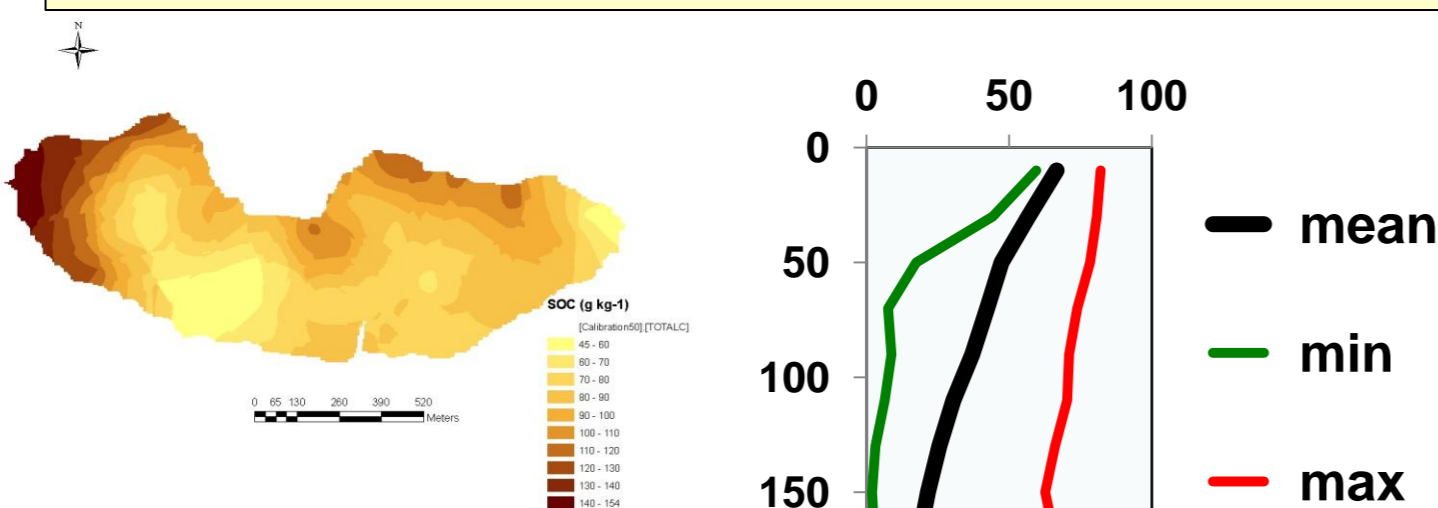 N
SOC (g kg-1)
[Calibration50].[TOTALC]
45 - 60
60 - 70
70 - 80
80 - 90
90 - 100
100 - 110
110 - 120
120 - 130
130 - 140
140 - 154
0 65 130 260 390 520
Meters
0 50 100
0
50
100
150
mean
min
max